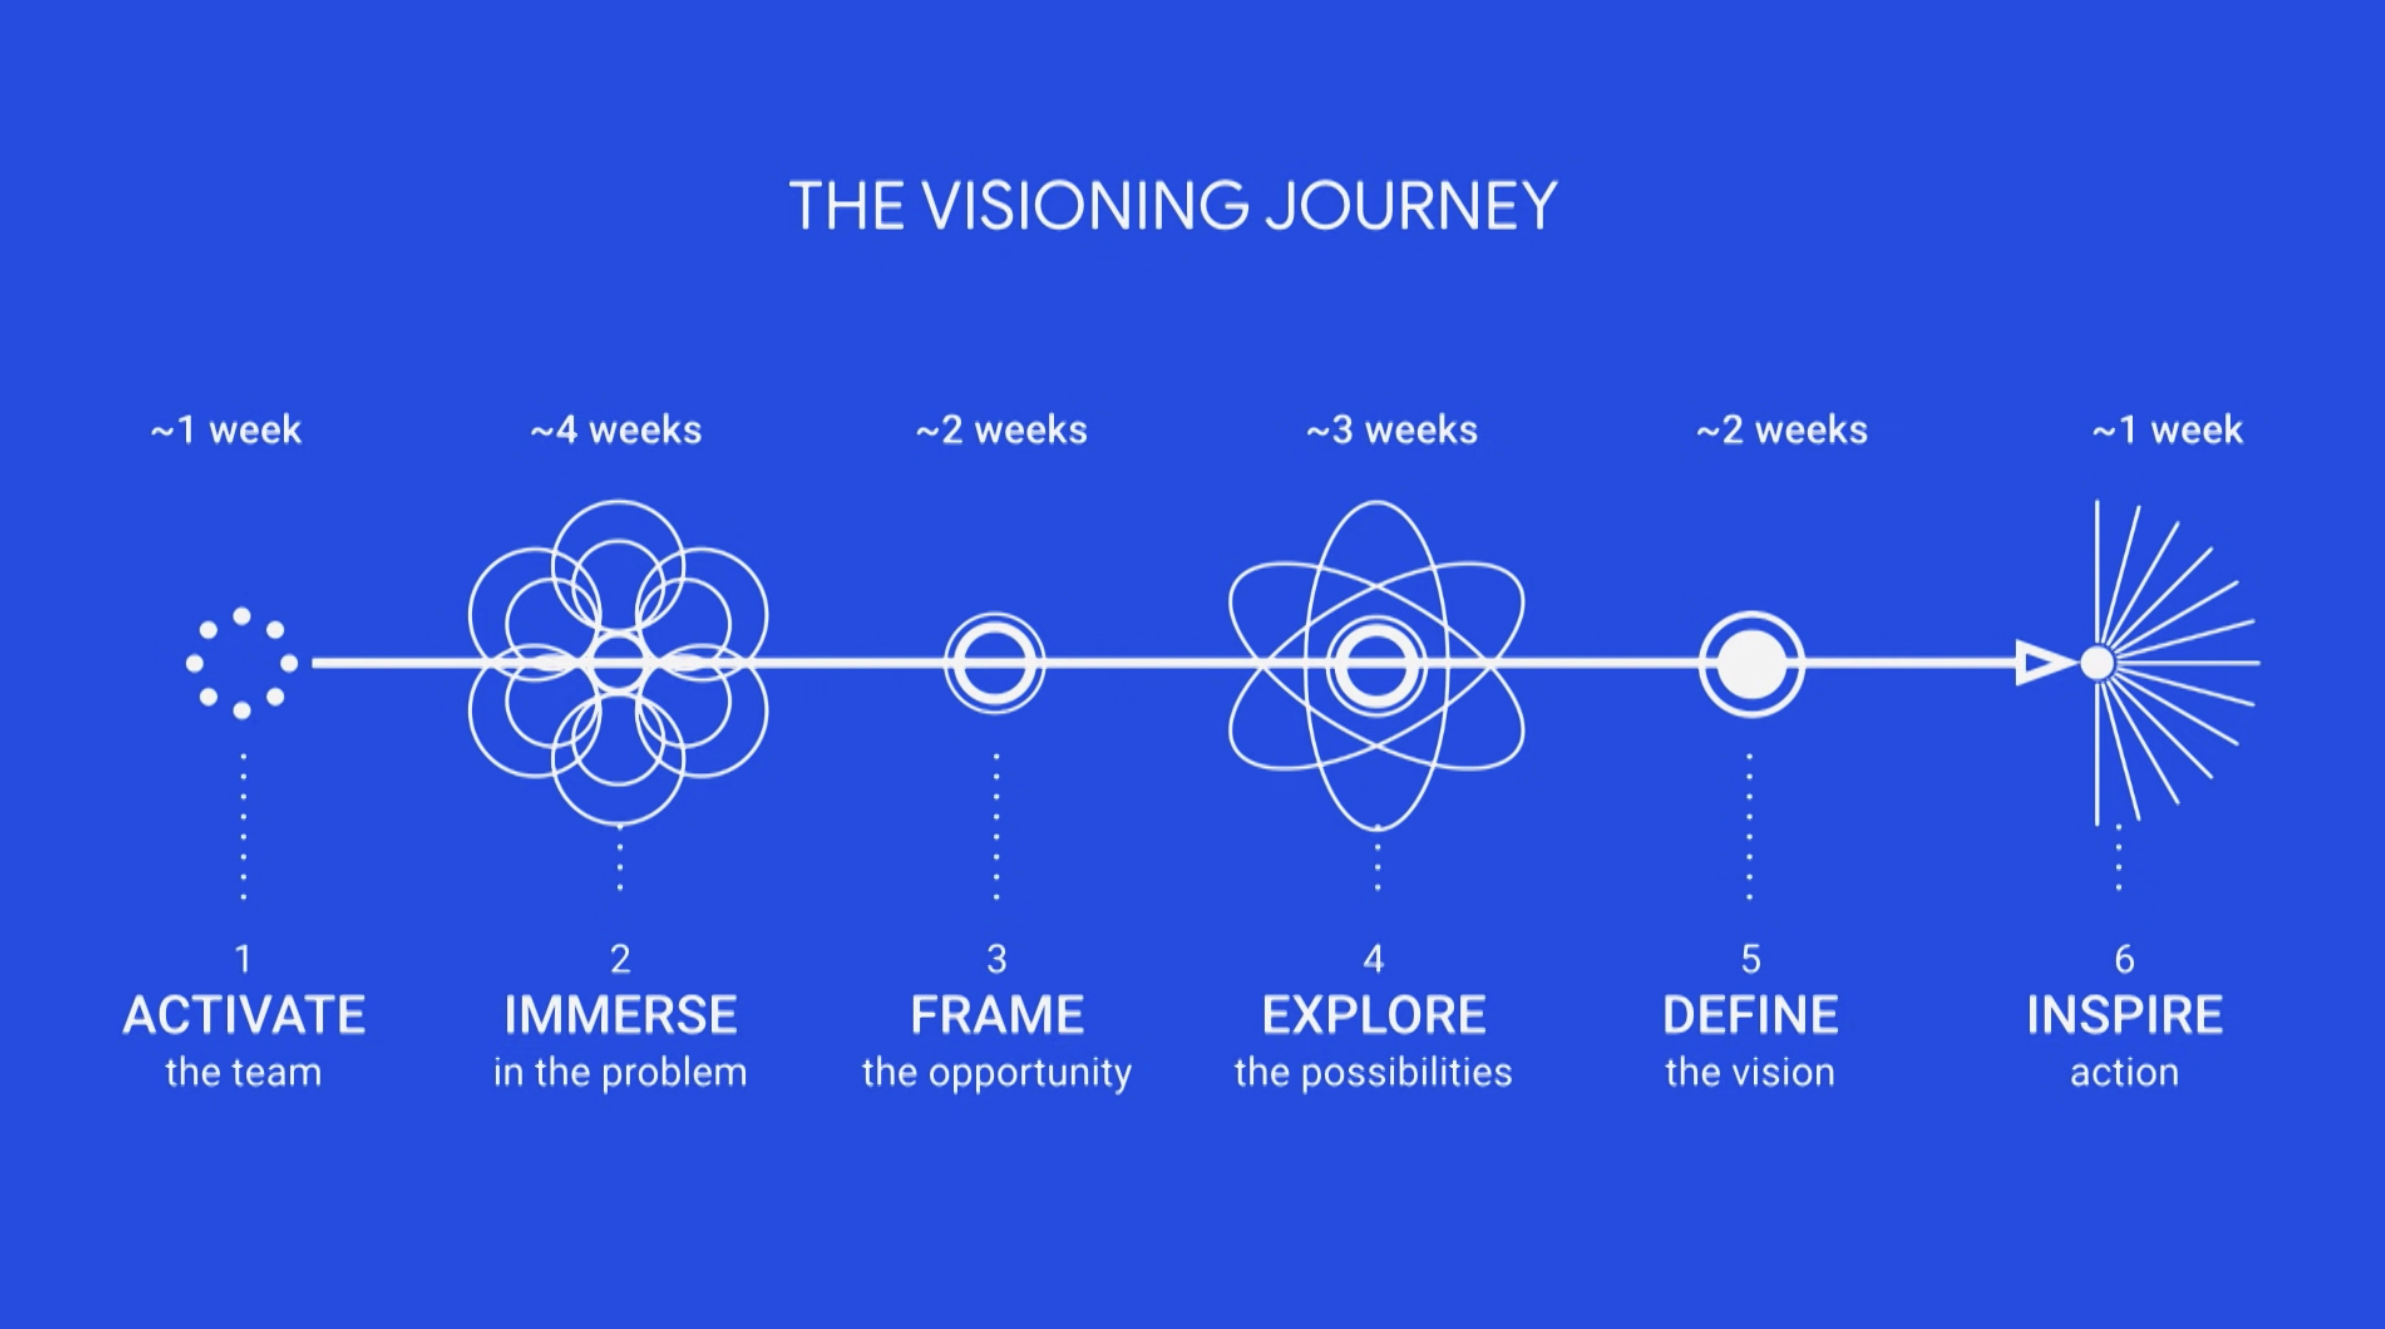 THE VISIONING JOURNEY
~1 week
~4 weeks
~2 weeks
~3 weeks
~2 weeks
~1 week
1
ACTIVATE
the team
2
IMMERSE
in the problem
3
FRAME
the opportunity
4
EXPLORE
the possibilities
5
DEFINE
the vision
6
INSPIRE
action